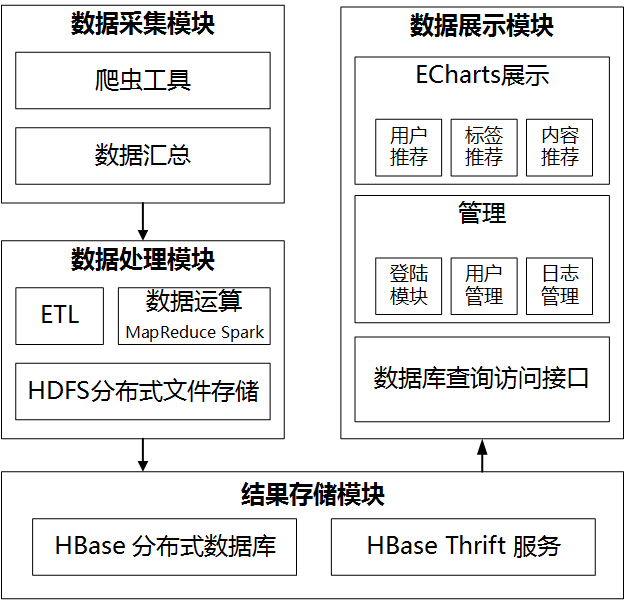 数据采集模块
爬虫工具
数据汇总
数据处理模块
ETL
数据运算
MapReduce Spark
HDFS分布式文件存储
数据展示模块
ECharts展示
用户
推荐
标签
推荐
内容
推荐
管理
登陆
模块
用户
管理
日志
管理
数据库查询访问接口
结果存储模块
HBase 分布式数据库
HBase Thrift 服务